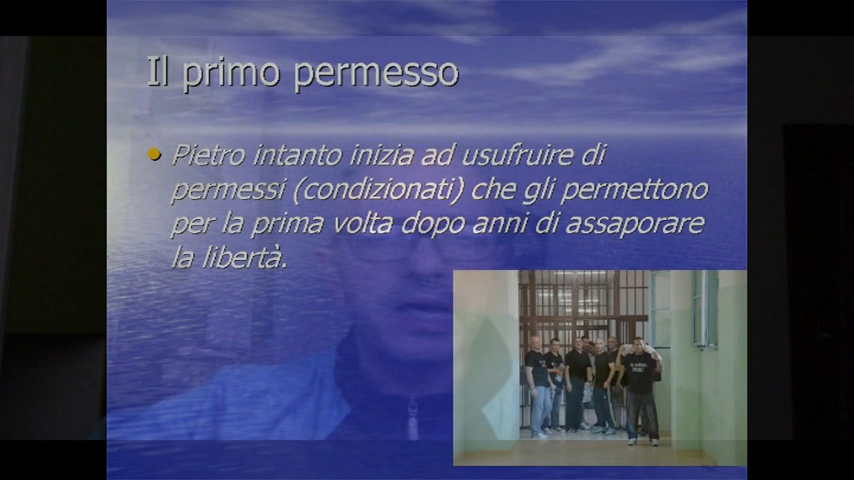 Il primo permesso
• Pietro intanto inizia ad usufruire di
permessi (condizionati) che gli permettono
per la prima volta dopo anni di assaporare
la libertà.